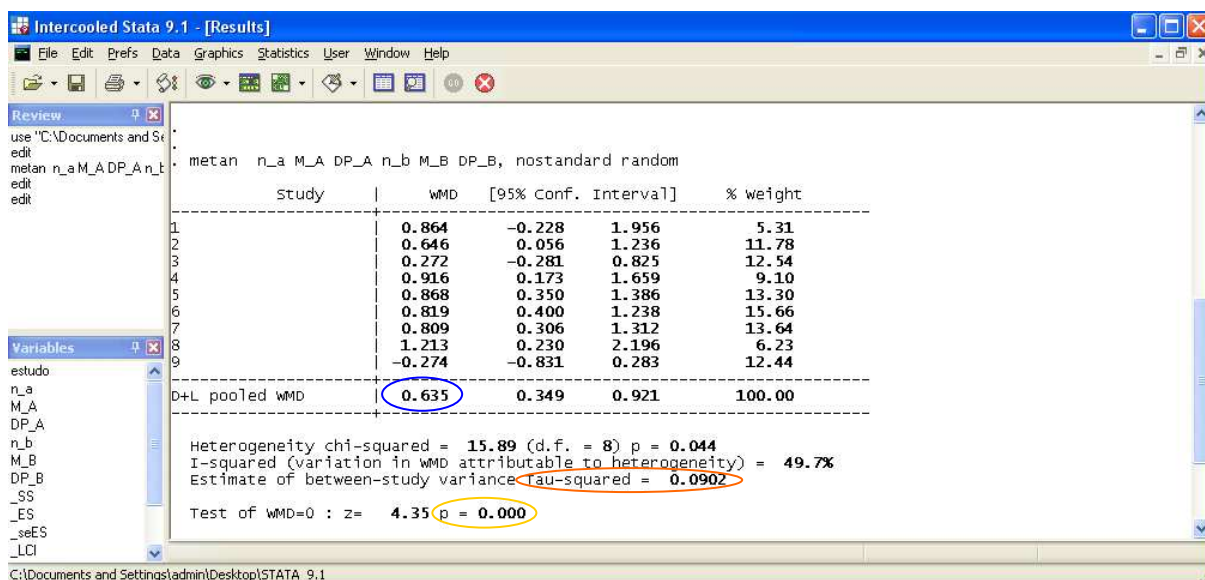 Intercooled Stata 9.1 - [Results]
File Edit Prefs Data Graphics Statistics User Window Help
Review
use "C:\Documents and Se
edit
metan n_a M_A DP_A n_b
edit
edit
Variables
estudo
n_a
M_A
DP_A
n_b
M_B
DP_B
_SS
_ES
_seES
_LCI
.
.
. metan n_a M_A DP_A n_b M_B DP_B, nostandard random
Study | WMD [95% Conf. Interval] % Weight
1 | 0.864 -0.228 1.956 5.31
2 | 0.646 0.056 1.236 11.78
3 | 0.272 -0.281 0.825 12.54
4 | 0.916 0.173 1.659 9.10
5 | 0.868 0.350 1.386 13.30
6 | 0.819 0.400 1.238 15.66
7 | 0.809 0.306 1.312 13.64
8 | 1.213 0.230 2.196 6.23
9 | -0.274 -0.831 0.283 12.44
D+L pooled WMD | 0.635 0.349 0.921 100.00
Heterogeneity chi-squared = 15.89 (d.f. = 8) p = 0.044
I-squared (variation in WMD attributable to heterogeneity) = 49.7%
Estimate of between-study variance Tau-squared = 0.0902
Test of WMD=0 : z= 4.35 p = 0.000
C:\Documents and Settings\admin\Desktop\STATA 9.1